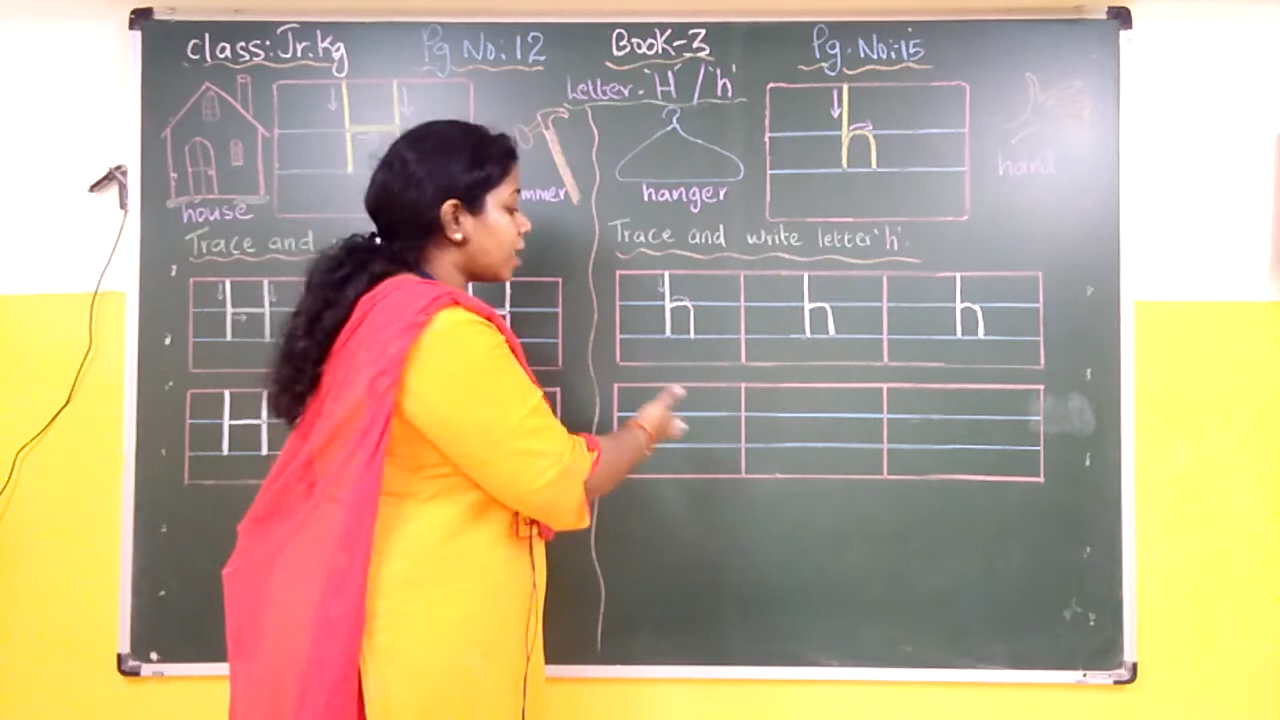 Class: Jr.Kg
Pg No: 12
BOOK-3
Pg. No: 15
Letter- 'H' / 'h'
H
h
house
hanger
hand
Trace and
Trace and write letter 'h'.
H
h h h
H